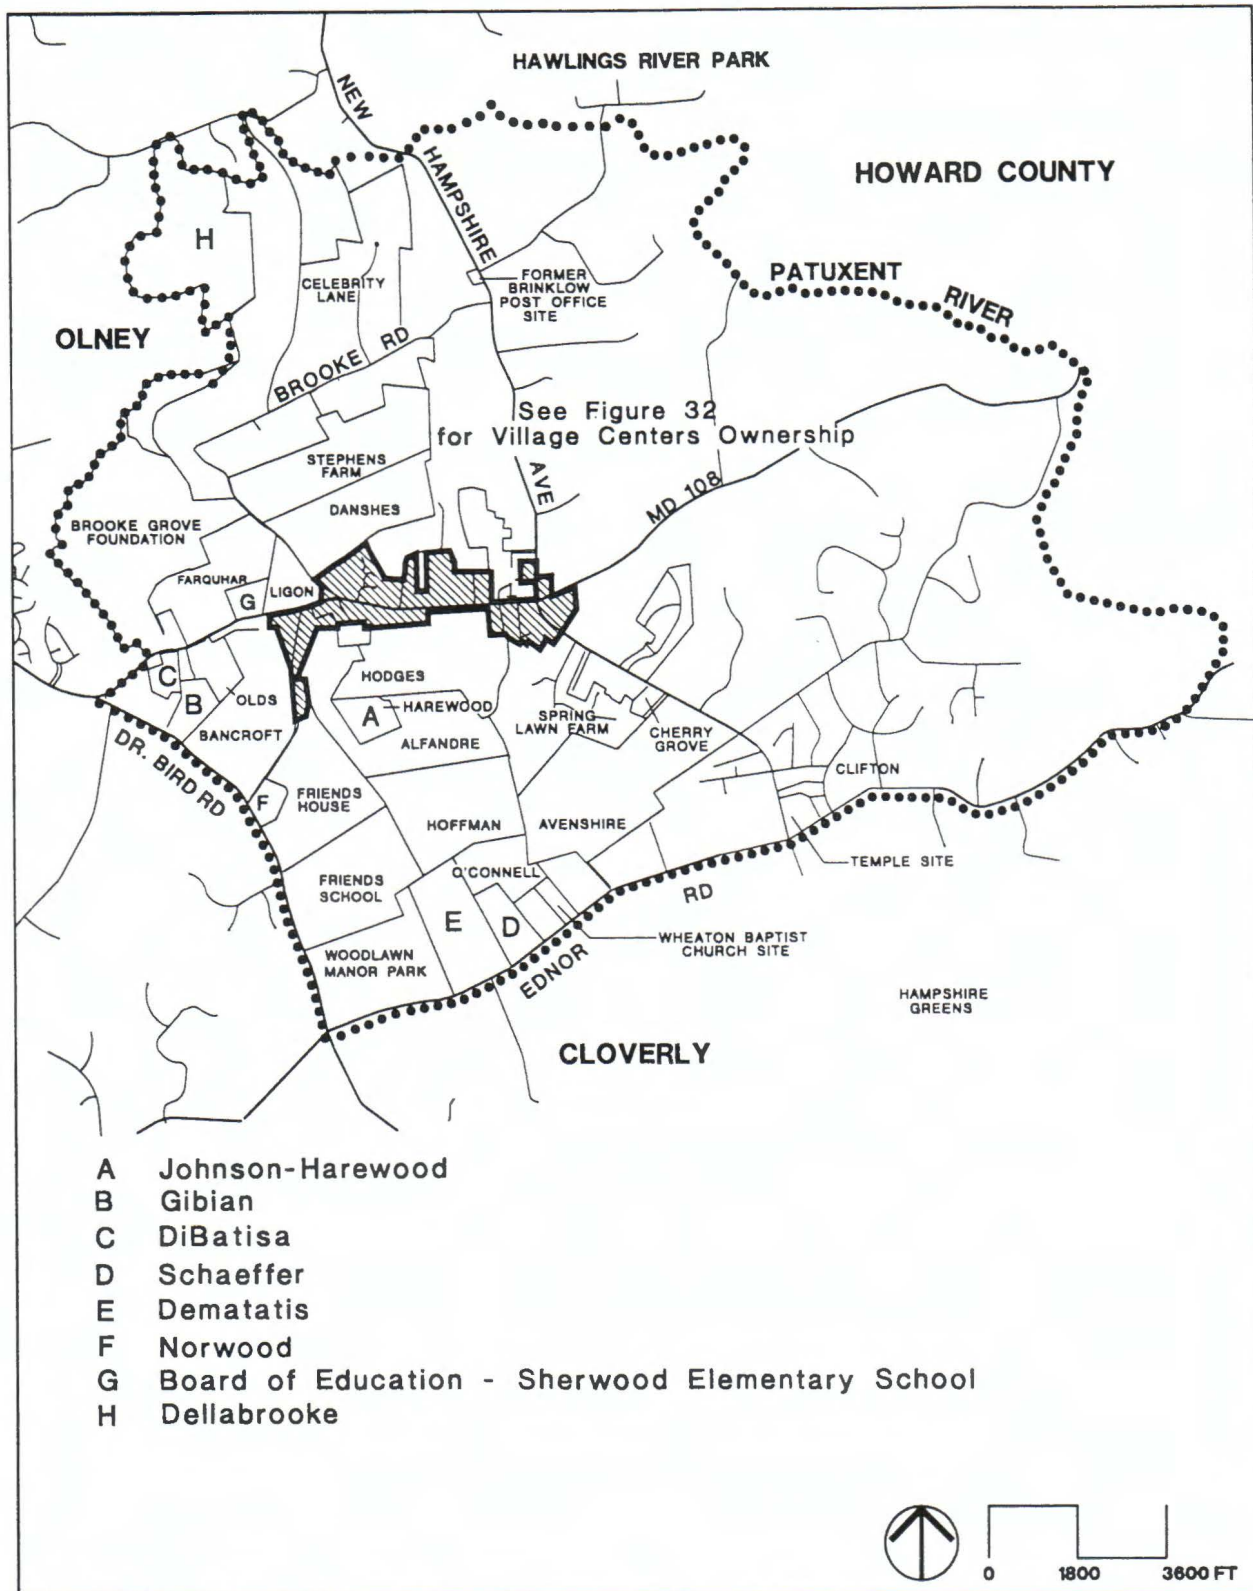 HAWLINGS RIVER PARK
NEW
HAMPSHIRE
AVE
HOWARD COUNTY
H
PATUXENT
RIVER
CELEBRITY
LANE
FORMER
BRINKLOW
POST OFFICE
SITE
OLNEY
BROOKE RD
See Figure 32
for Village Centers Ownership
STEPHENS
FARM
MD 108
DANSHES
BROOKE GROVE
FOUNDATION
FARQUHAR
G
LIGON
C
B
OLDS
BANCROFT
HODGES
A
HAREWOOD
ALFANDRE
SPRING
LAWN FARM
CHERRY
GROVE
CLIFTON
DR. BIRD RD
F
FRIENDS
HOUSE
HOFFMAN
AVENSHIRE
TEMPLE SITE
O'CONNELL
FRIENDS
SCHOOL
E
D
RD
EDNOR
WHEATON BAPTIST
CHURCH SITE
WOODLAWN
MANOR PARK
HAMPSHIRE
GREENS
CLOVERLY
A Johnson-Harewood
B Gibian
C DiBatisa
D Schaeffer
E Dematatis
F Norwood
G Board of Education - Sherwood Elementary School
H Dellabrooke
0 1800 3600 FT